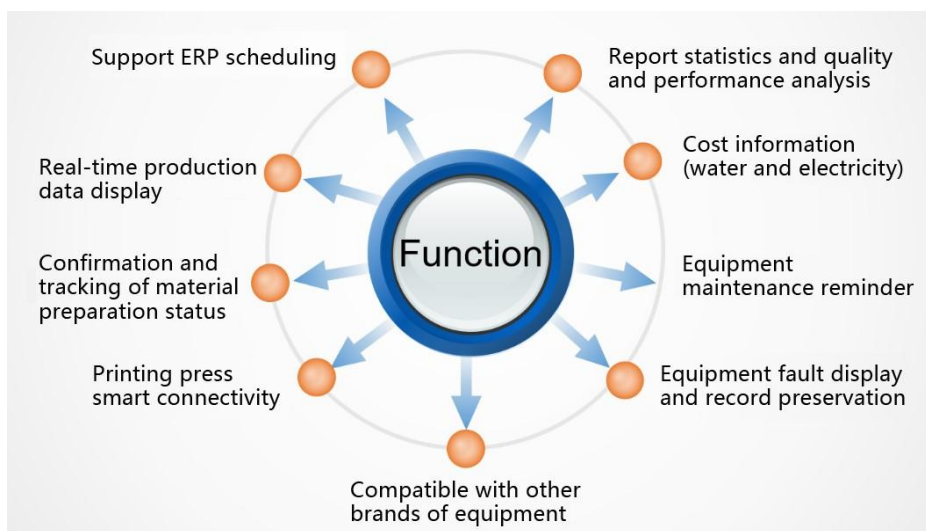 Support ERP scheduling
Report statistics and quality
and performance analysis
Real-time production
data display
Cost information
(water and electricity)
Function
Confirmation and
tracking of material
preparation status
Equipment
maintenance reminder
Printing press
smart connectivity
Equipment fault display
and record preservation
Compatible with other
brands of equipment